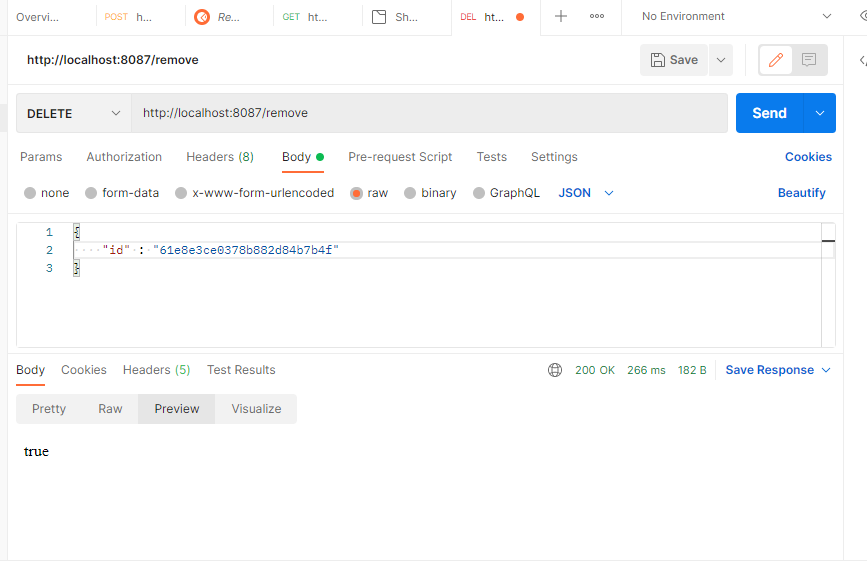 Overvi... POST h... Re... GET ht... Sh... DEL ht... No Environment
http://localhost:8087/remove Save
DELETE http://localhost:8087/remove Send
Params Authorization Headers (8) Body Pre-request Script Tests Settings Cookies
none form-data x-www-form-urlencoded raw binary GraphQL JSON Beautify
1 {
2 "id" : "61e8e3ce0378b882d84b7b4f"
3 }
Body Cookies Headers (5) Test Results 200 OK 266 ms 182 B Save Response
Pretty Raw Preview Visualize
true